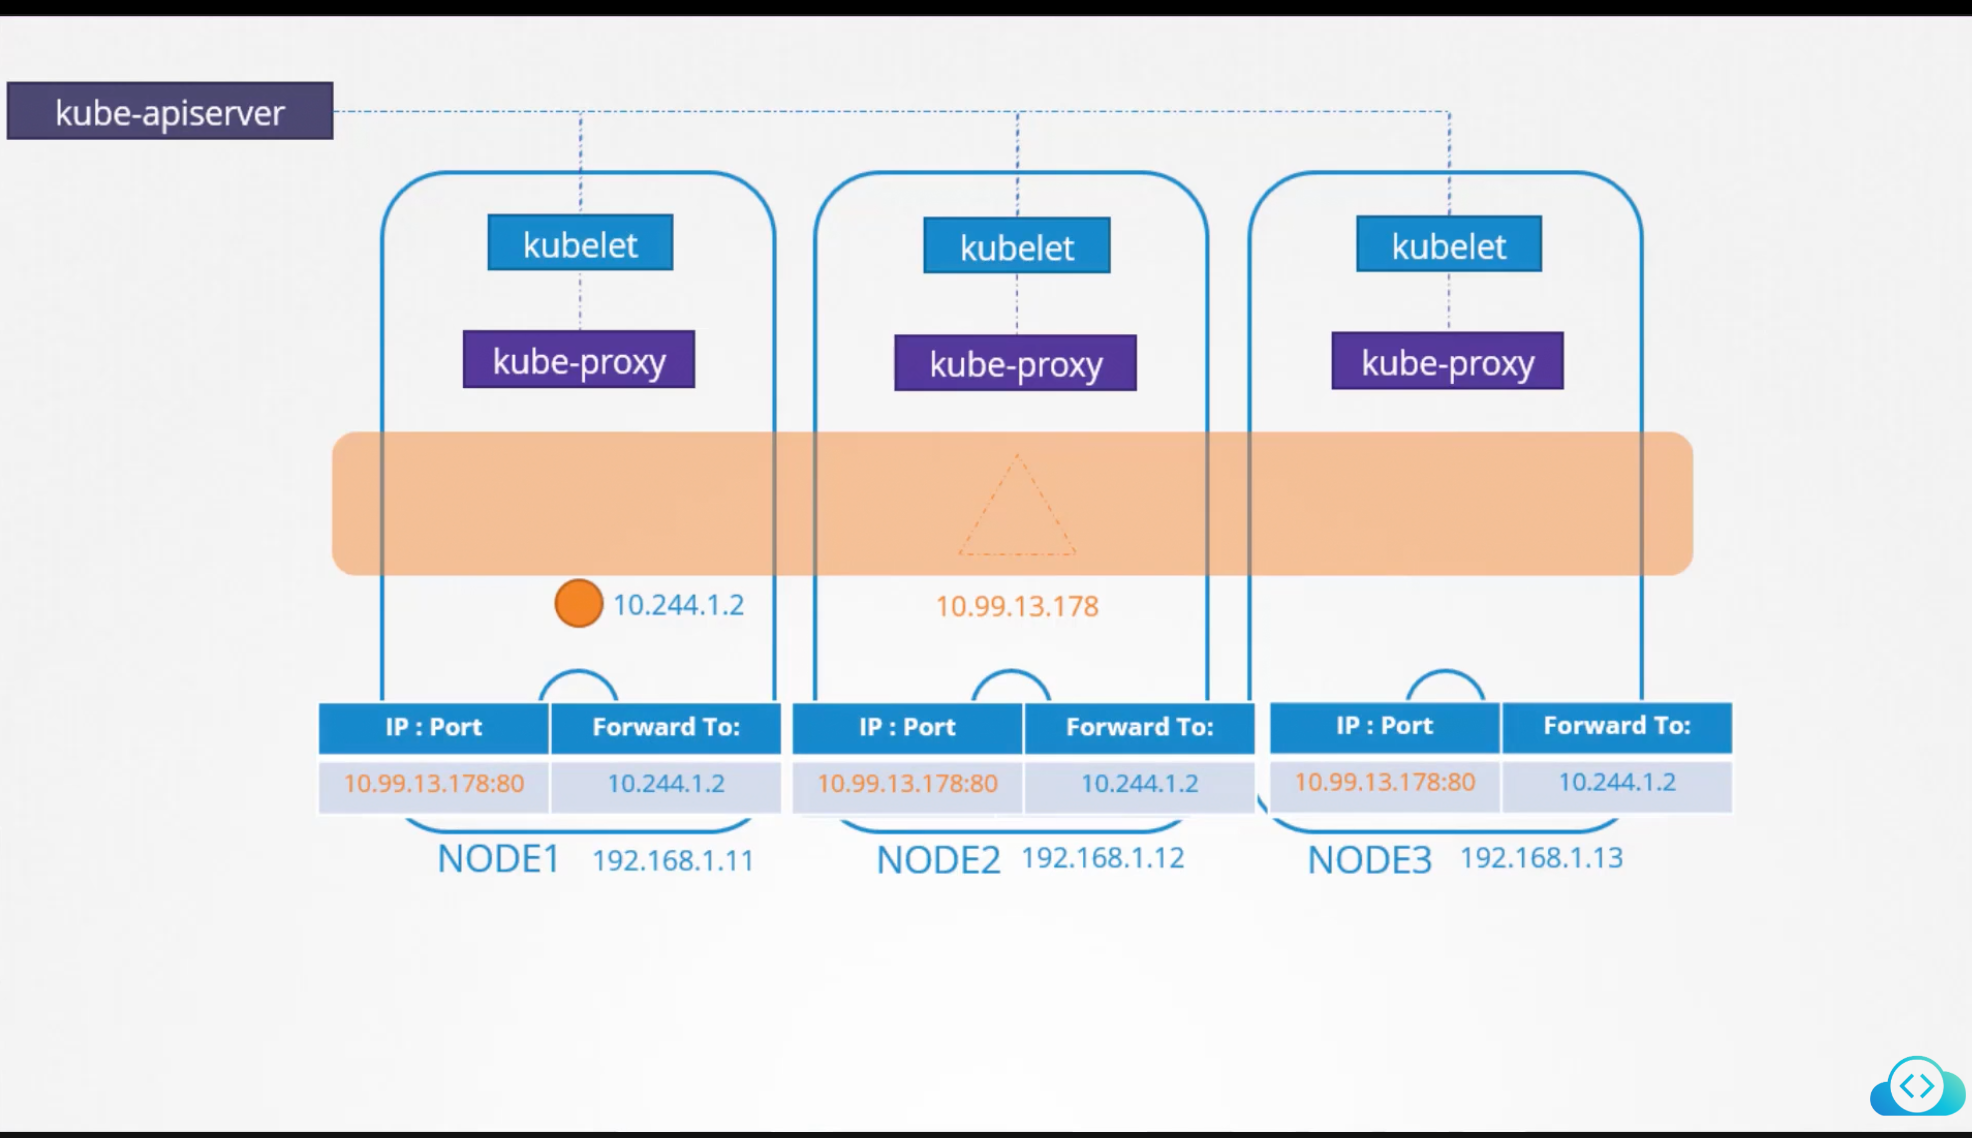 kube-apiserver
kubelet
kubelet
kubelet
kube-proxy
kube-proxy
kube-proxy
10.244.1.2
10.99.13.178
IP : Port Forward To:
10.99.13.178:80 10.244.1.2
IP : Port Forward To:
10.99.13.178:80 10.244.1.2
IP : Port Forward To:
10.99.13.178:80 10.244.1.2
NODE1 192.168.1.11
NODE2 192.168.1.12
NODE3 192.168.1.13